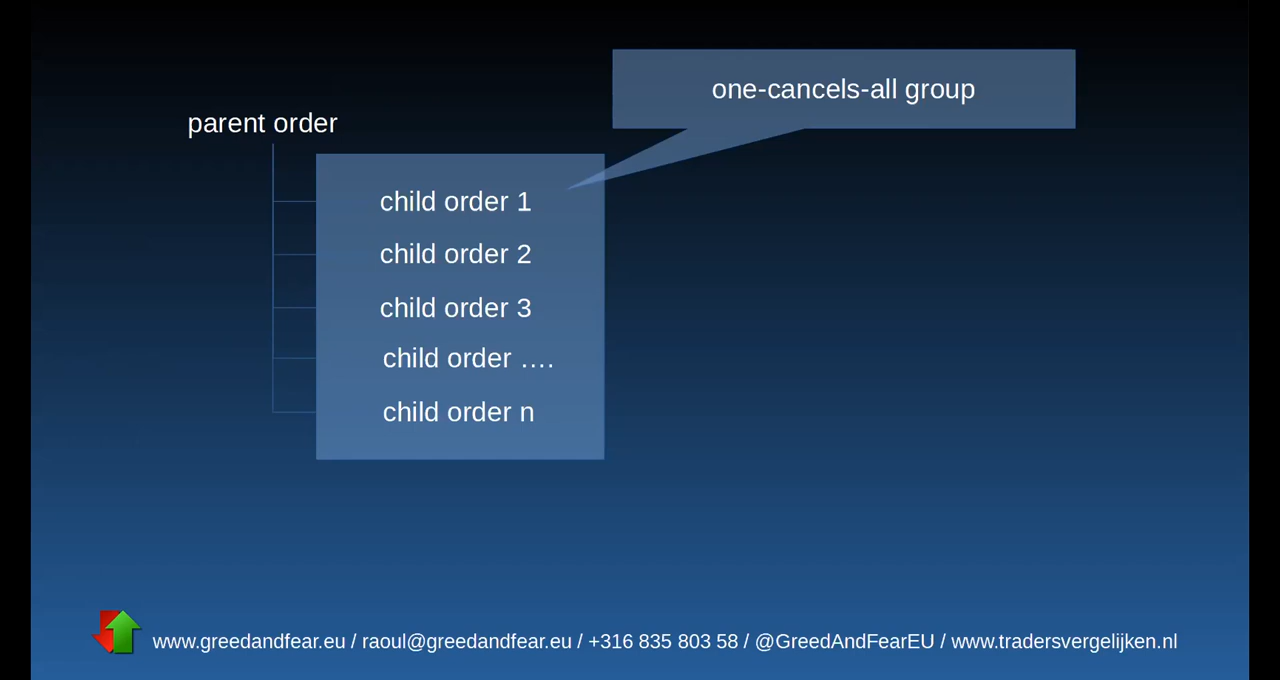 one-cancels-all group
parent order
child order 1
child order 2
child order 3
child order ....
child order n
www.greedandfear.eu / raoul@greedandfear.eu / +316 835 803 58 / @GreedAndFearEU / www.tradersvergelijken.nl